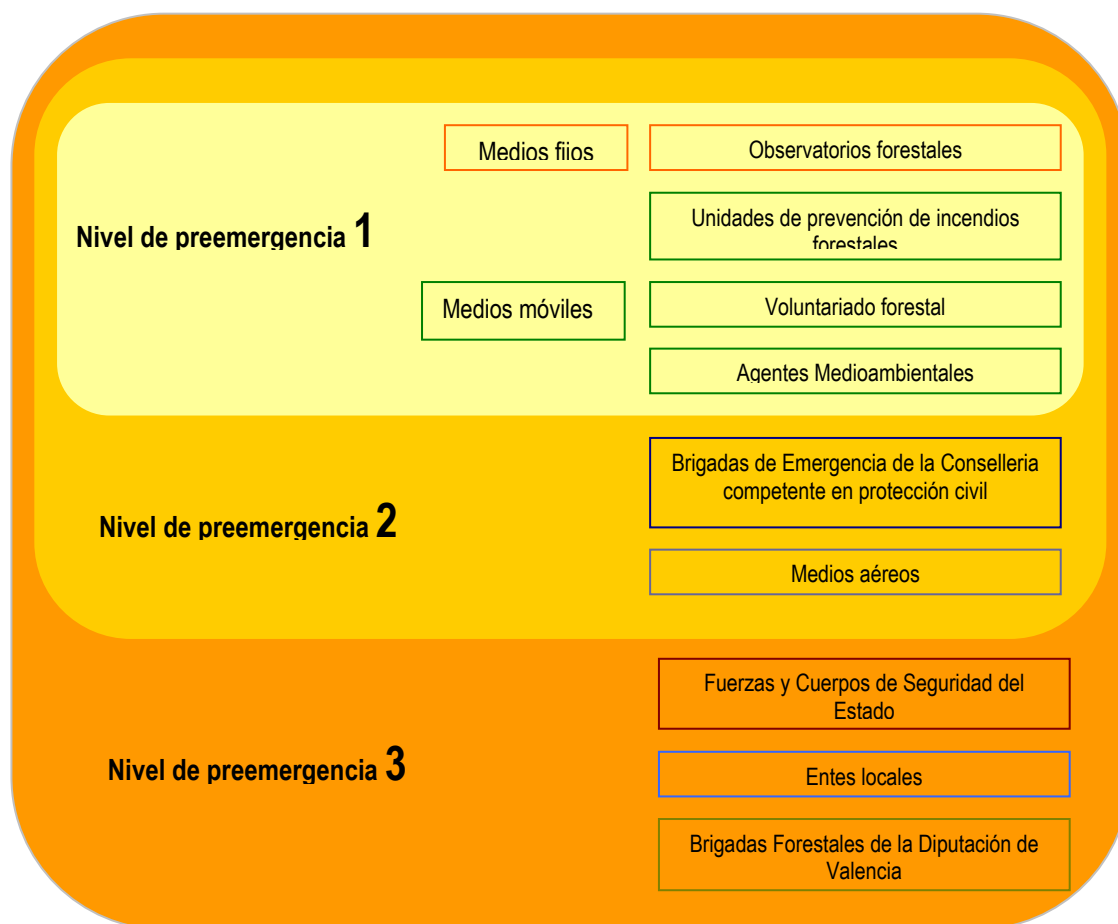 Medios fijos
Observatorios forestales
Nivel de preemergencia 1
Unidades de prevención de incendios
forestales
Medios móviles
Voluntariado forestal
Agentes Medioambientales
Nivel de preemergencia 2
Brigadas de Emergencia de la Conselleria
competente en protección civil
Medios aéreos
Nivel de preemergencia 3
Fuerzas y Cuerpos de Seguridad del
Estado
Entes locales
Brigadas Forestales de la Diputación de
Valencia